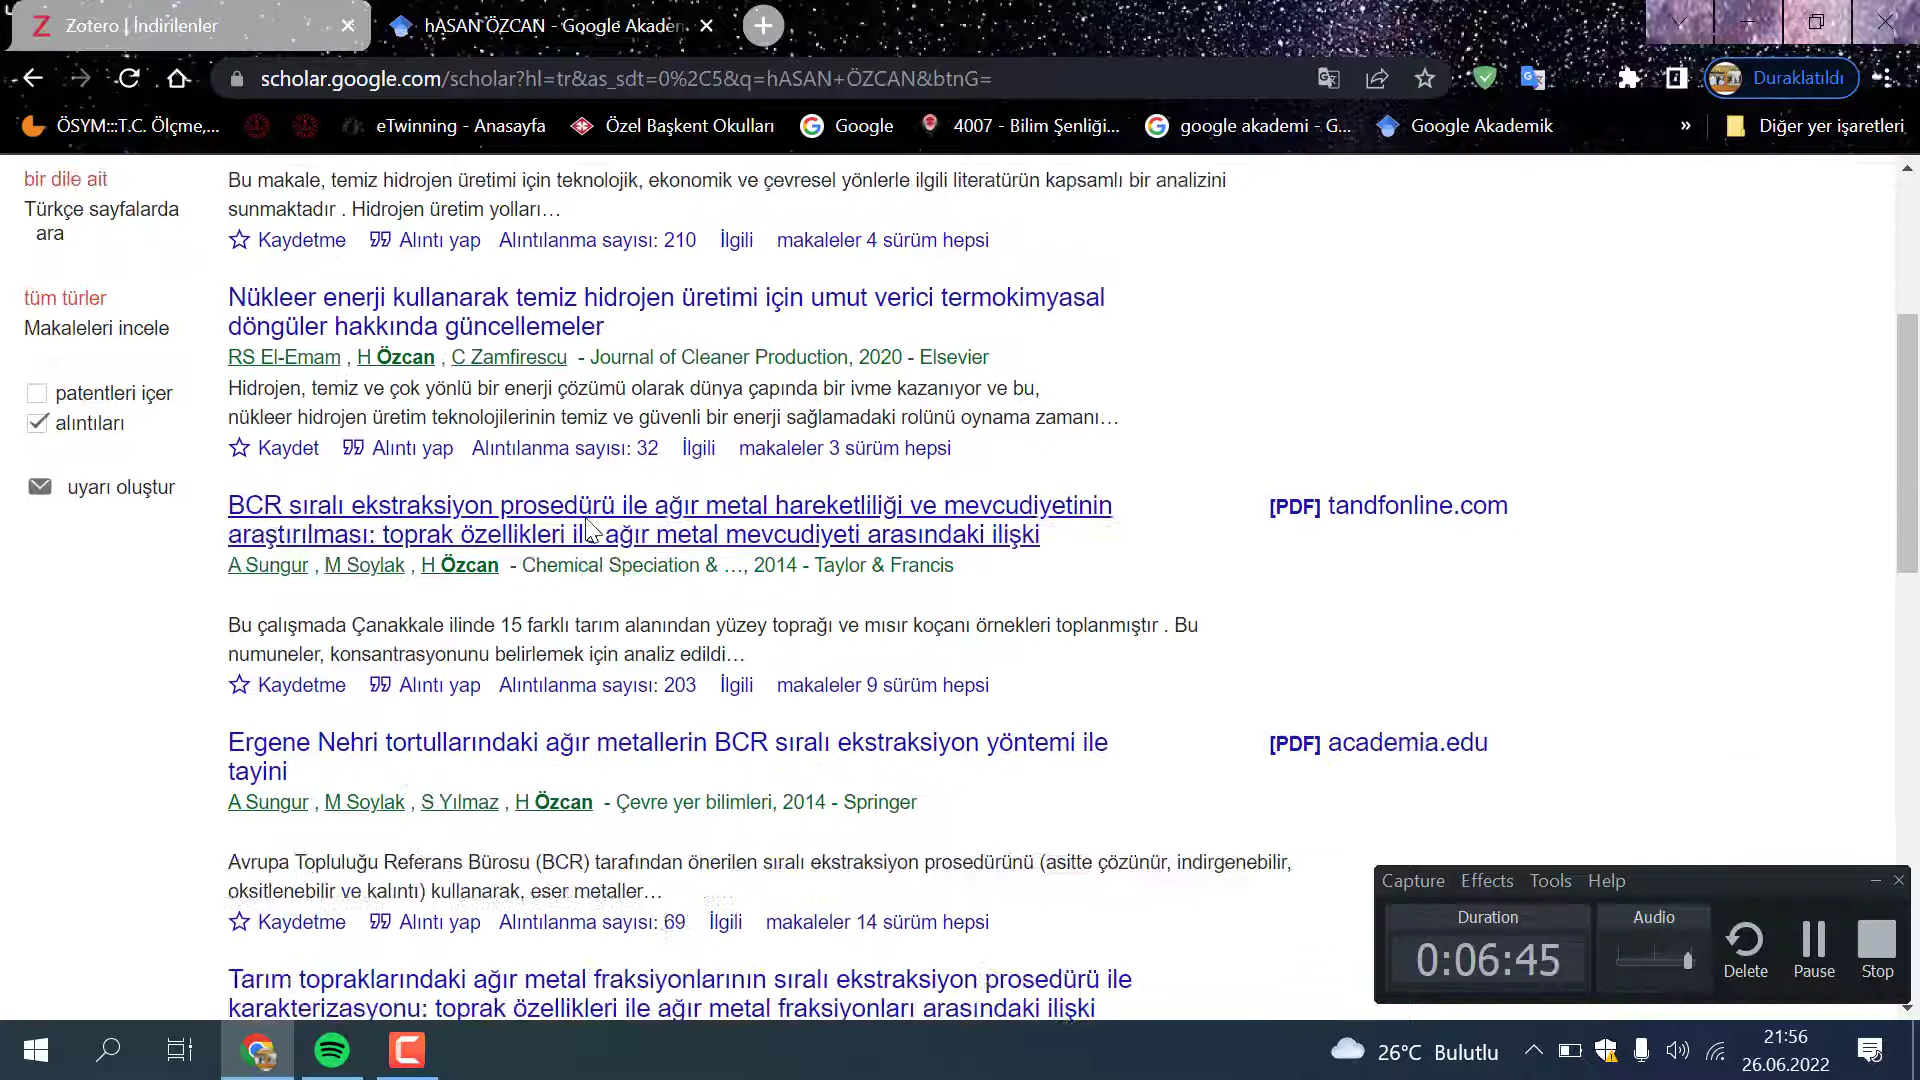 Zotero | İndirilenler
hASAN ÖZCAN - Google Akaden
scholar.google.com/scholar?hl=tr&as_sdt=0%2C5&q=hASAN+ÖZCAN&btnG=
Duraklatıldı
ÖSYM:::T.C. Ölçme,...
eTwinning - Anasayfa
Özel Başkent Okulları
Google
4007 - Bilim Şenliği...
google akademi - G...
Google Akademik
»
Diğer yer işaretleri
bir dile ait
Türkçe sayfalarda
ara
tüm türler
Makaleleri incele
patentleri içer
alıntıları
uyarı oluştur
Bu makale, temiz hidrojen üretimi için teknolojik, ekonomik ve çevresel yönlerle ilgili literatürün kapsamlı bir analizini
sunmaktadır . Hidrojen üretim yolları…
Kaydetme Alıntı yap Alıntılanma sayısı: 210 İlgili makaleler 4 sürüm hepsi
Nükleer enerji kullanarak temiz hidrojen üretimi için umut verici termokimyasal
döngüler hakkında güncellemeler
RS El-Emam , H Özcan , C Zamfirescu - Journal of Cleaner Production, 2020 - Elsevier
Hidrojen, temiz ve çok yönlü bir enerji çözümü olarak dünya çapında bir ivme kazanıyor ve bu,
nükleer hidrojen üretim teknolojilerinin temiz ve güvenli bir enerji sağlamadaki rolünü oynama zamanı…
Kaydet Alıntı yap Alıntılanma sayısı: 32 İlgili makaleler 3 sürüm hepsi
BCR sıralı ekstraksiyon prosedürü ile ağır metal hareketliliği ve mevcudiyetinin
araştırılması: toprak özellikleri ile ağır metal mevcudiyeti arasındaki ilişki
[PDF] tandfonline.com
A Sungur , M Soylak , H Özcan - Chemical Speciation & …, 2014 - Taylor & Francis
Bu çalışmada Çanakkale ilinde 15 farklı tarım alanından yüzey toprağı ve mısır koçanı örnekleri toplanmıştır . Bu
numuneler, konsantrasyonunu belirlemek için analiz edildi…
Kaydetme Alıntı yap Alıntılanma sayısı: 203 İlgili makaleler 9 sürüm hepsi
Ergene Nehri tortullarındaki ağır metallerin BCR sıralı ekstraksiyon yöntemi ile
tayini
[PDF] academia.edu
A Sungur , M Soylak , S Yılmaz , H Özcan - Çevre yer bilimleri, 2014 - Springer
Avrupa Topluluğu Referans Bürosu (BCR) tarafından önerilen sıralı ekstraksiyon prosedürünü (asitte çözünür, indirgenebilir,
oksitlenebilir ve kalıntı) kullanarak, eser metaller…
Kaydetme Alıntı yap Alıntılanma sayısı: 69 İlgili makaleler 14 sürüm hepsi
Tarım topraklarındaki ağır metal fraksiyonlarının sıralı ekstraksiyon prosedürü ile
karakterizasyonu: toprak özellikleri ile ağır metal fraksiyonları arasındaki ilişki
Capture Effects Tools Help
Duration
0:06:45
Audio
Delete
Pause
Stop
26°C Bulutlu
21:56
26.06.2022